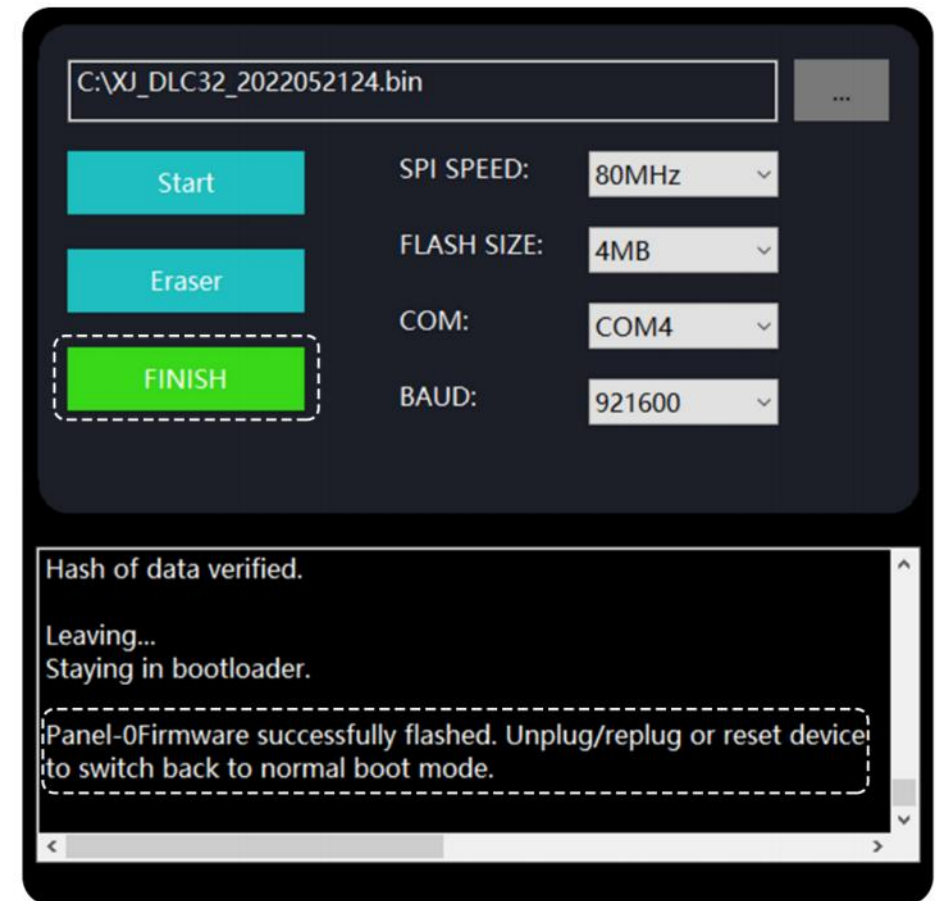 C:\XJ_DLC32_2022052124.bin
...
Start
SPI SPEED:
80MHz
Eraser
FLASH SIZE:
4MB
COM:
COM4
FINISH
BAUD:
921600
Hash of data verified.
Leaving...
Staying in bootloader.
Panel-0Firmware successfully flashed. Unplug/replug or reset device
to switch back to normal boot mode.